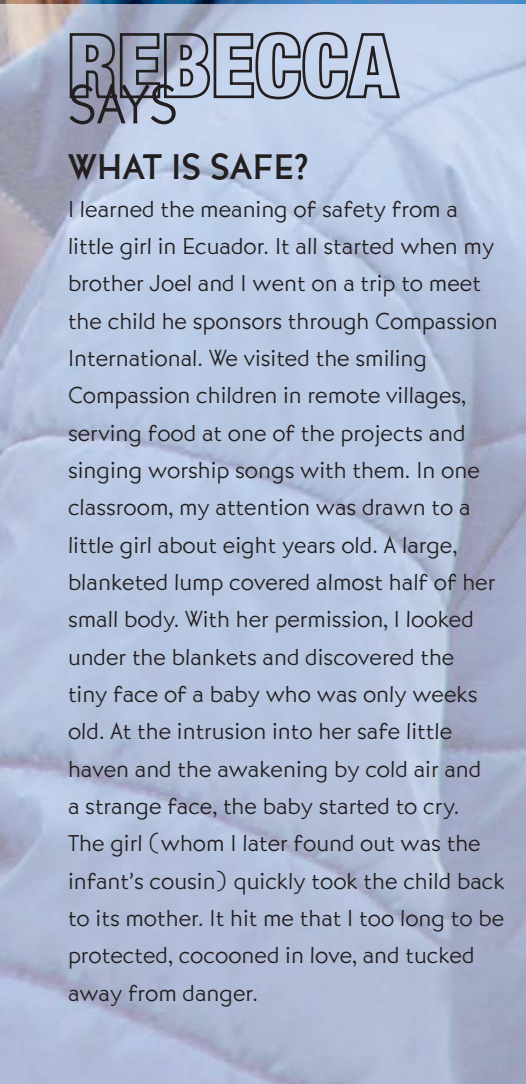 REBECCA
SAYS
WHAT IS SAFE?
I learned the meaning of safety from a
little girl in Ecuador. It all started when my
brother Joel and I went on a trip to meet
the child he sponsors through Compassion
International. We visited the smiling
Compassion children in remote villages,
serving food at one of the projects and
singing worship songs with them. In one
classroom, my attention was drawn to a
little girl about eight years old. A large,
blanketed lump covered almost half of her
small body. With her permission, I looked
under the blankets and discovered the
tiny face of a baby who was only weeks
old. At the intrusion into her safe little
haven and the awakening by cold air and
a strange face, the baby started to cry.
The girl (whom I later found out was the
infant's cousin) quickly took the child back
to its mother. It hit me that I too long to be
protected, cocooned in love, and tucked
away from danger.